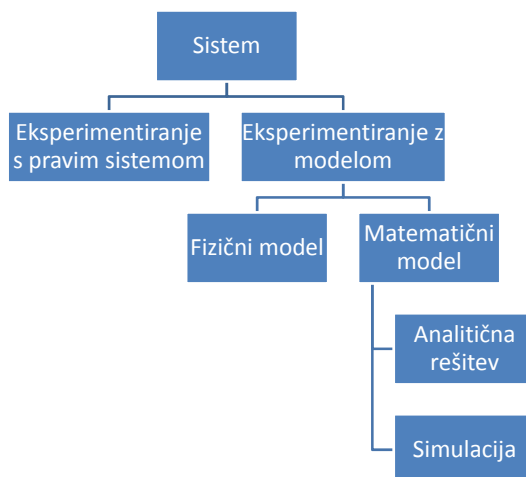 Sistem
Eksperimentiranje
s pravim sistemom
Eksperimentiranje z
modelom
Fizični model
Matematični
model
Analitična
rešitev
Simulacija